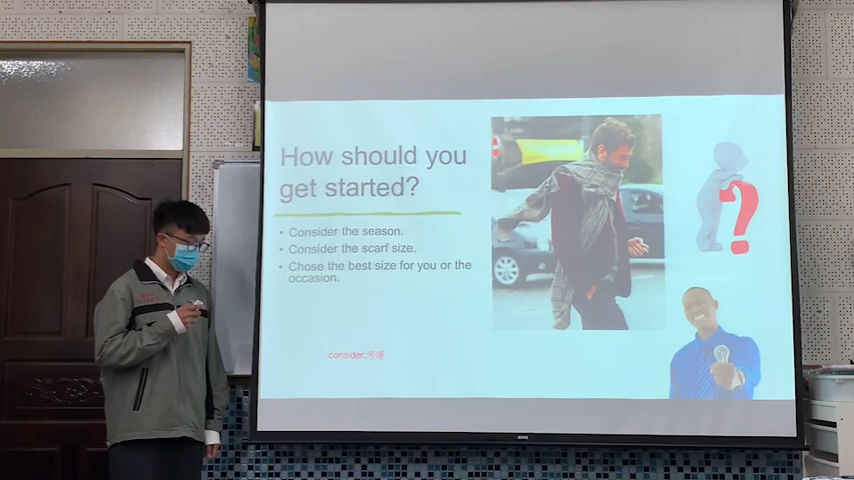 How should you
get started?
• Consider the season.
• Consider the scarf size.
• Chose the best size for you or the
occasion.
consider:考慮